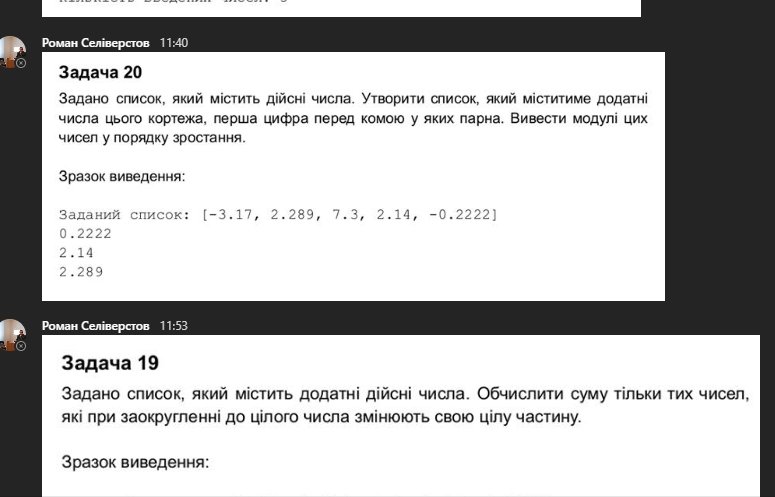 Роман Селіверстов 11:40
Задача 20
Задано список, який містить дійсні числа. Утворити список, який міститиме додатні
числа цього кортежа, перша цифра перед комою у яких парна. Вивести модулі цих
чисел у порядку зростання.
Зразок виведення:
Заданий список: [-3.17, 2.289, 7.3, 2.14, -0.2222]
0.2222
2.14
2.289
Роман Селіверстов 11:53
Задача 19
Задано список, який містить додатні дійсні числа. Обчислити суму тільки тих чисел,
які при заокругленні до цілого числа змінюють свою цілу частину.
Зразок виведення: